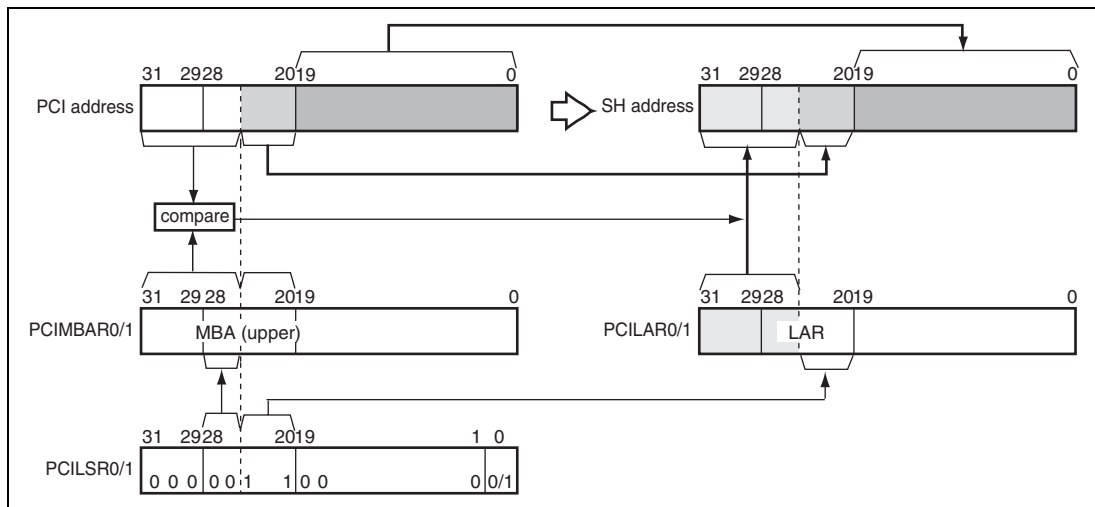 31 2928 2019 0 31 2928 2019 0
PCI address SH address
compare
31 29 28 2019 0 31 2928 2019 0
PCIMBAR0/1 MBA (upper) PCILAR0/1 LAR
31 2928 2019 1 0
PCILSR0/1 0 0 0 0 0 1 1 0 0 0 0/1